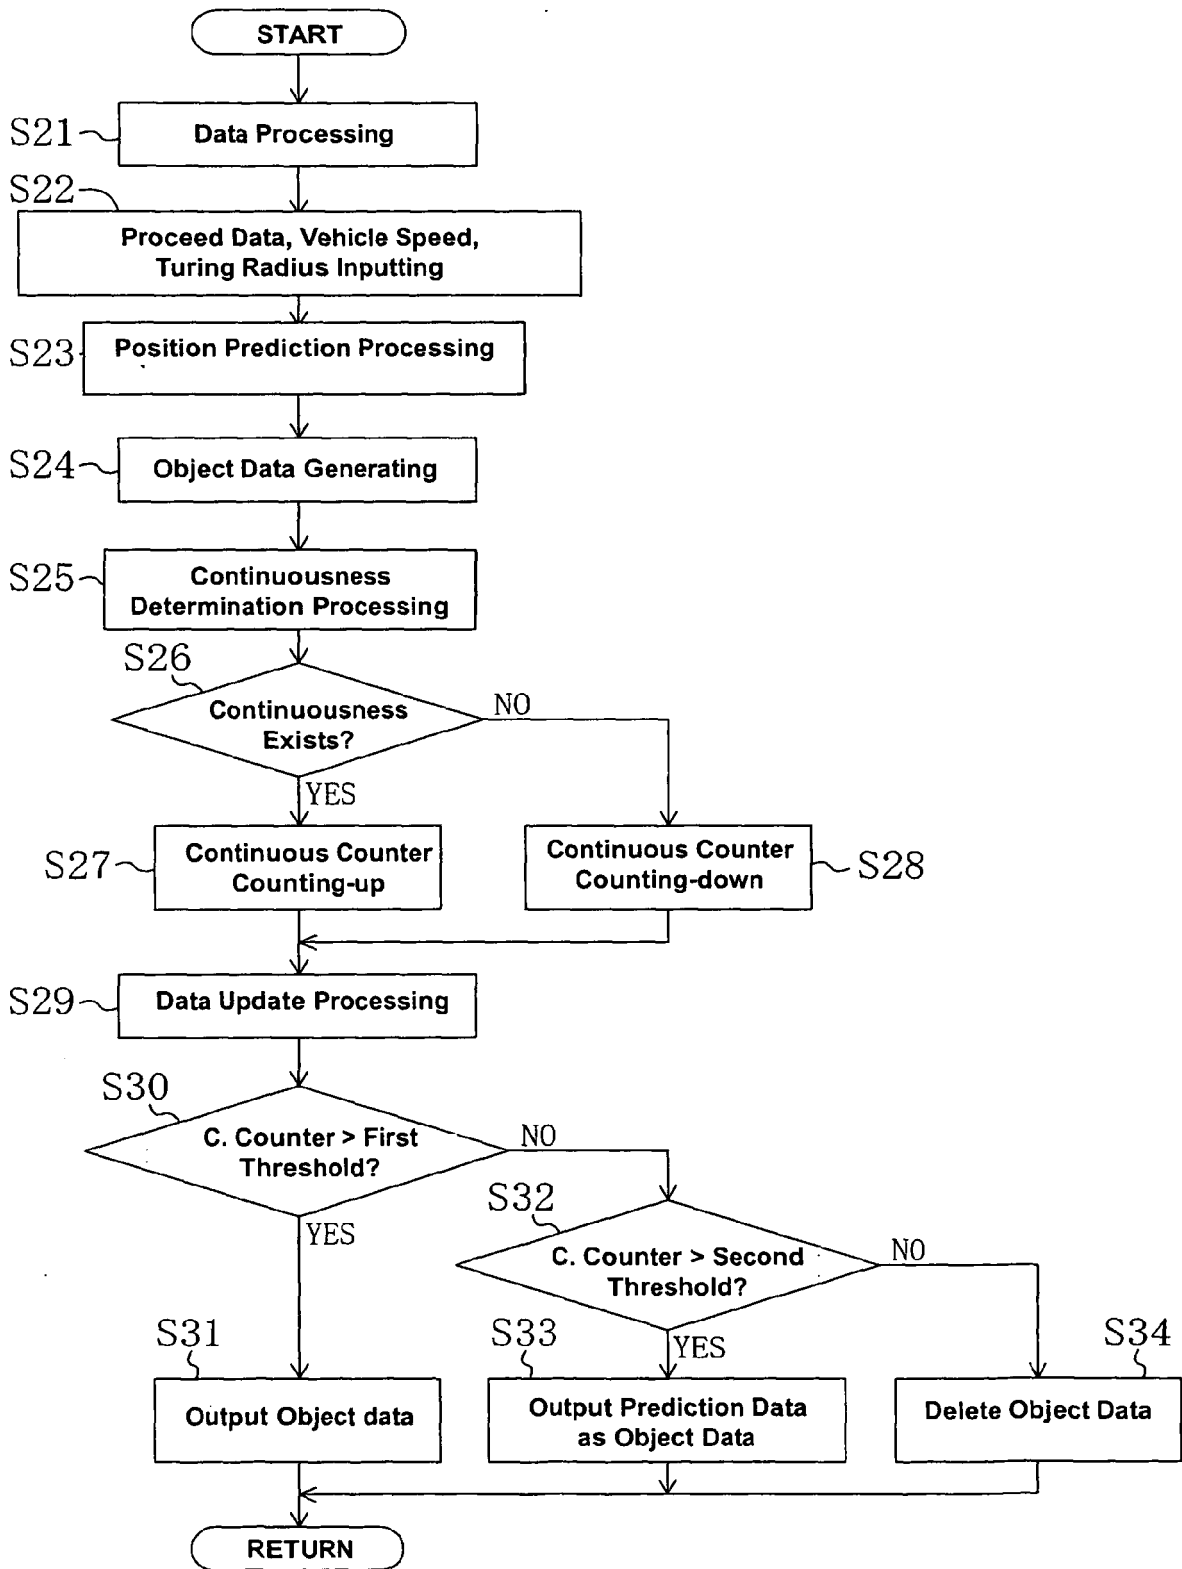 START
S21
Data Processing
S22
Proceed Data, Vehicle Speed,
Turing Radius Inputting
S23
Position Prediction Processing
S24
Object Data Generating
S25
Continuousness
Determination Processing
S26
Continuousness
Exists?
NO
YES
S27
Continuous Counter
Counting-up
Continuous Counter
Counting-down
S28
S29
Data Update Processing
S30
C. Counter > First
Threshold?
NO
YES
S32
C. Counter > Second
Threshold?
NO
YES
S31
Output Object data
S33
Output Prediction Data
as Object Data
S34
Delete Object Data
RETURN